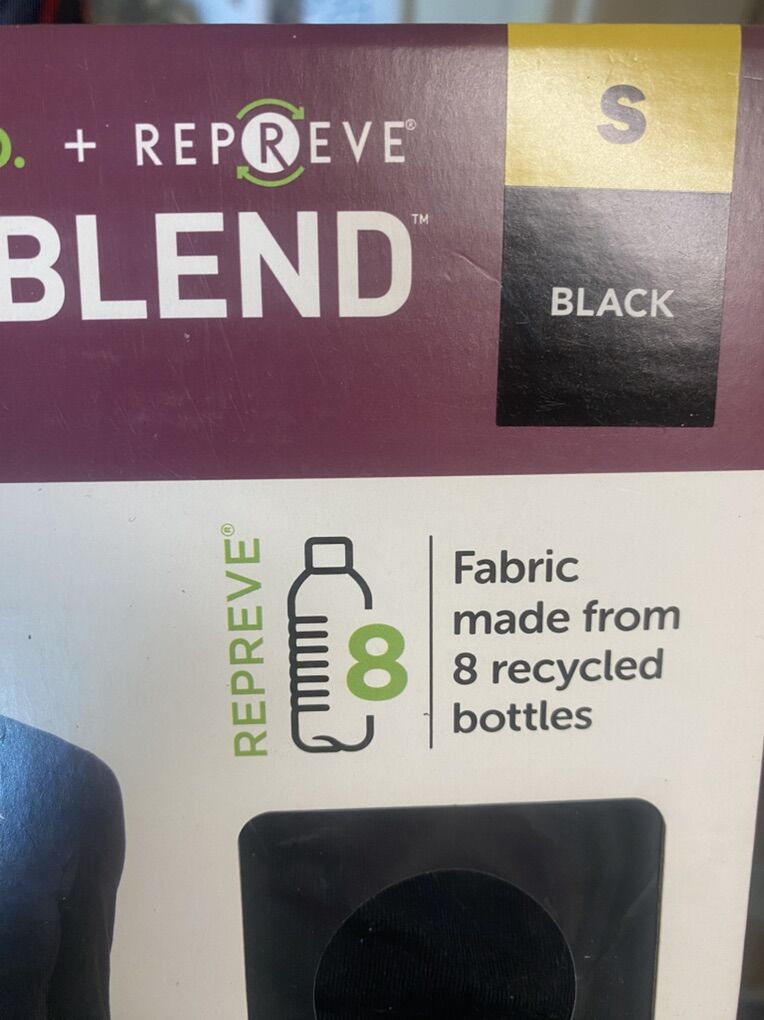 + REPREVE®
BLEND™
S
BLACK
REPREVE®
8
Fabric
made from
8 recycled
bottles